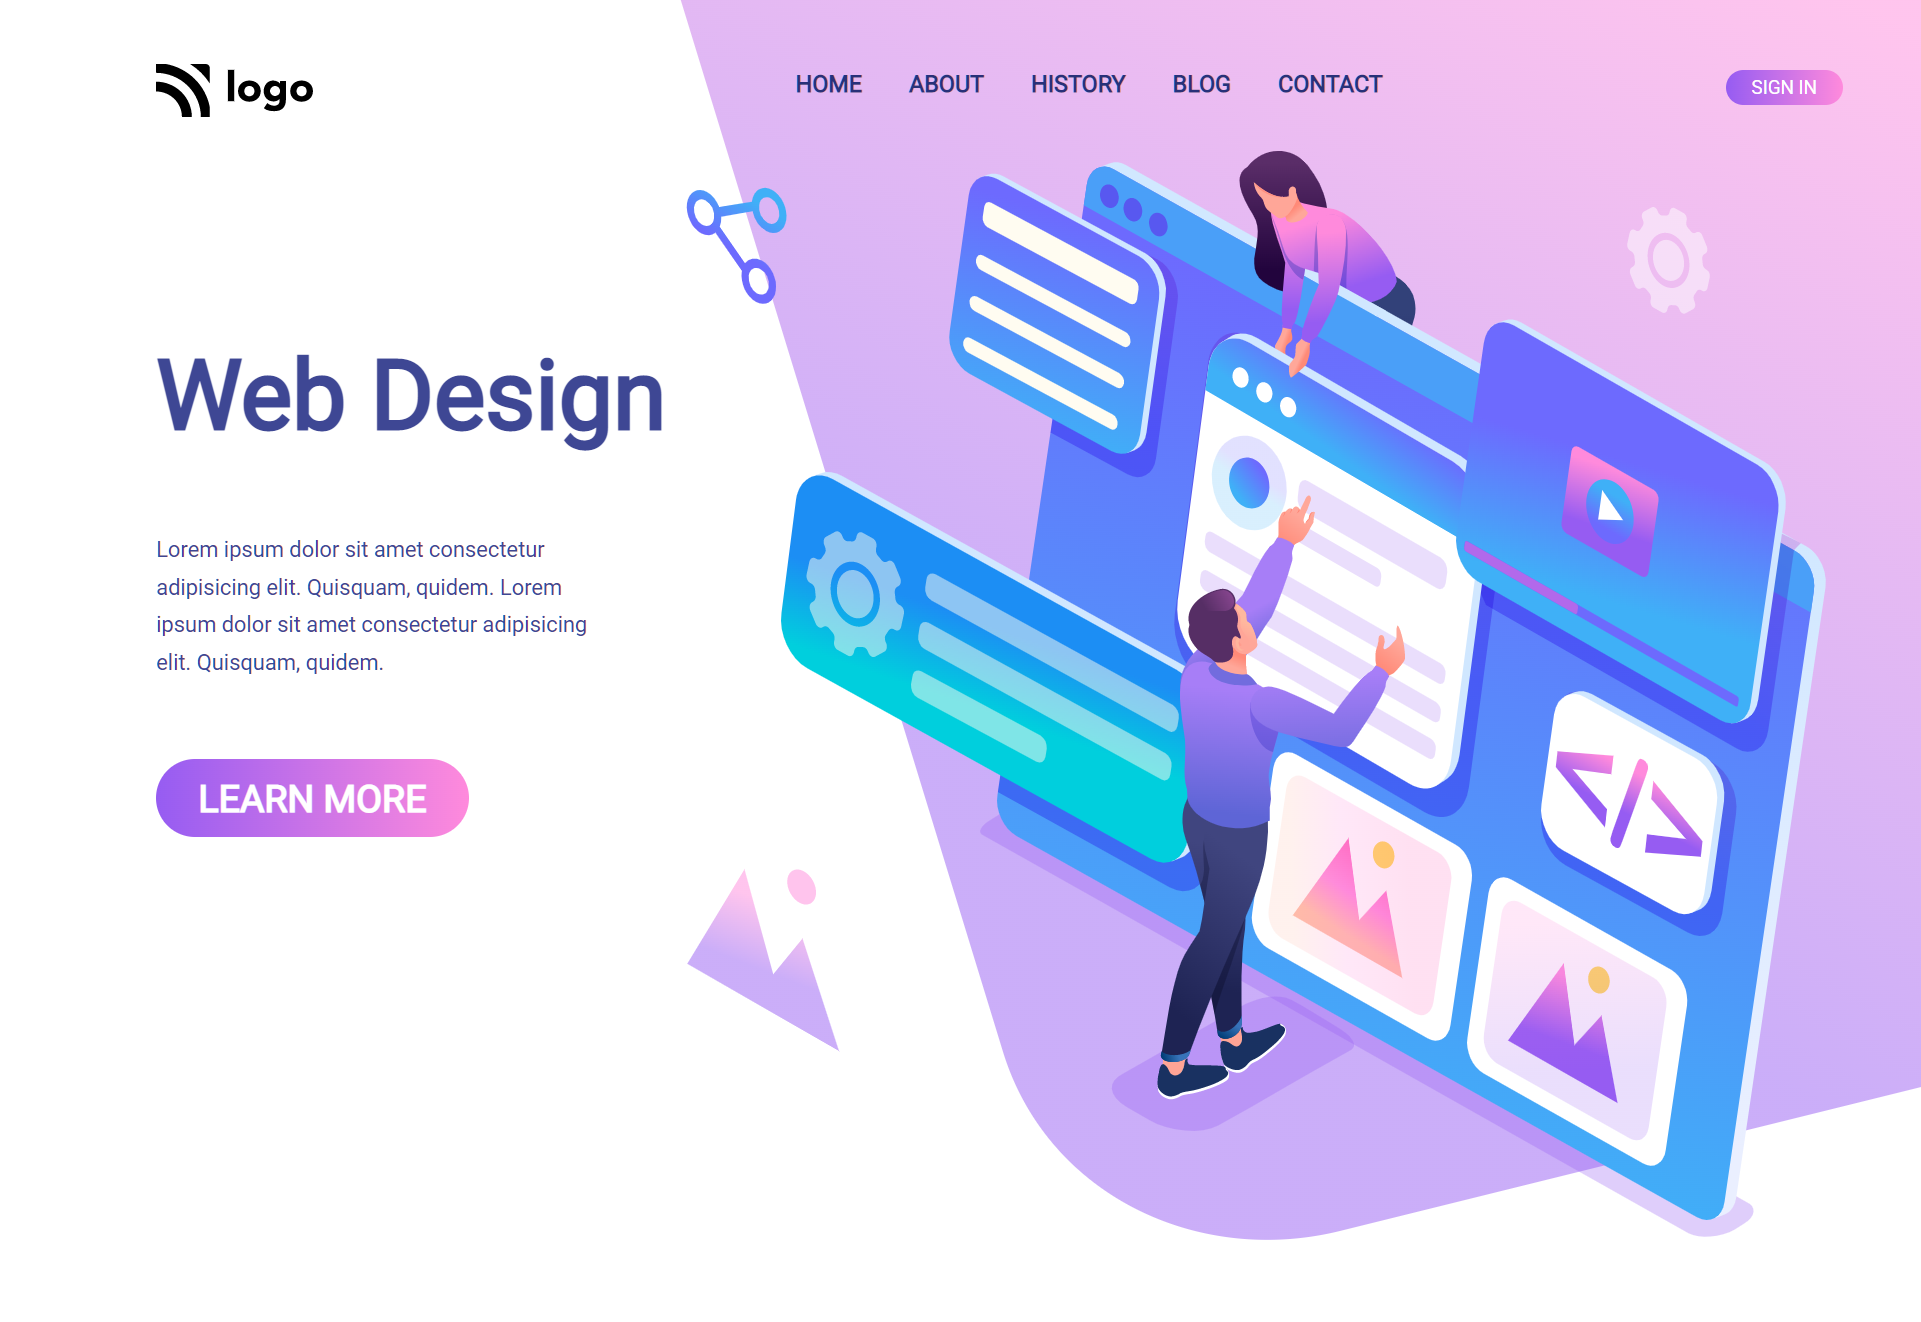 logo
HOME ABOUT HISTORY BLOG CONTACT
SIGN IN
Web Design
Lorem ipsum dolor sit amet consectetur
adipisicing elit. Quisquam, quidem. Lorem
ipsum dolor sit amet consectetur adipisicing
elit. Quisquam, quidem.
LEARN MORE
</>